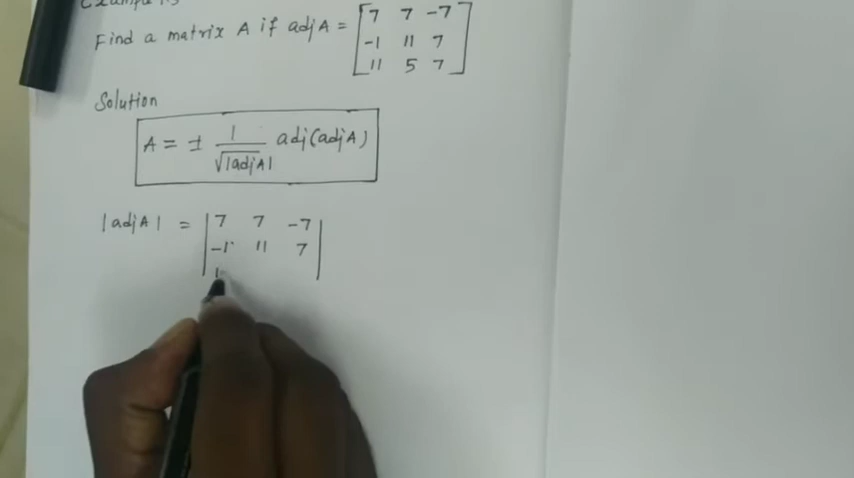 Find a matrix A if adj A = [7 7 -7
-1 11 7
11 5 7]
Solution
A = ± 1/√|adj A| adj(adj A)
|adj A| = |7 7 -7
-1 11 7
1|